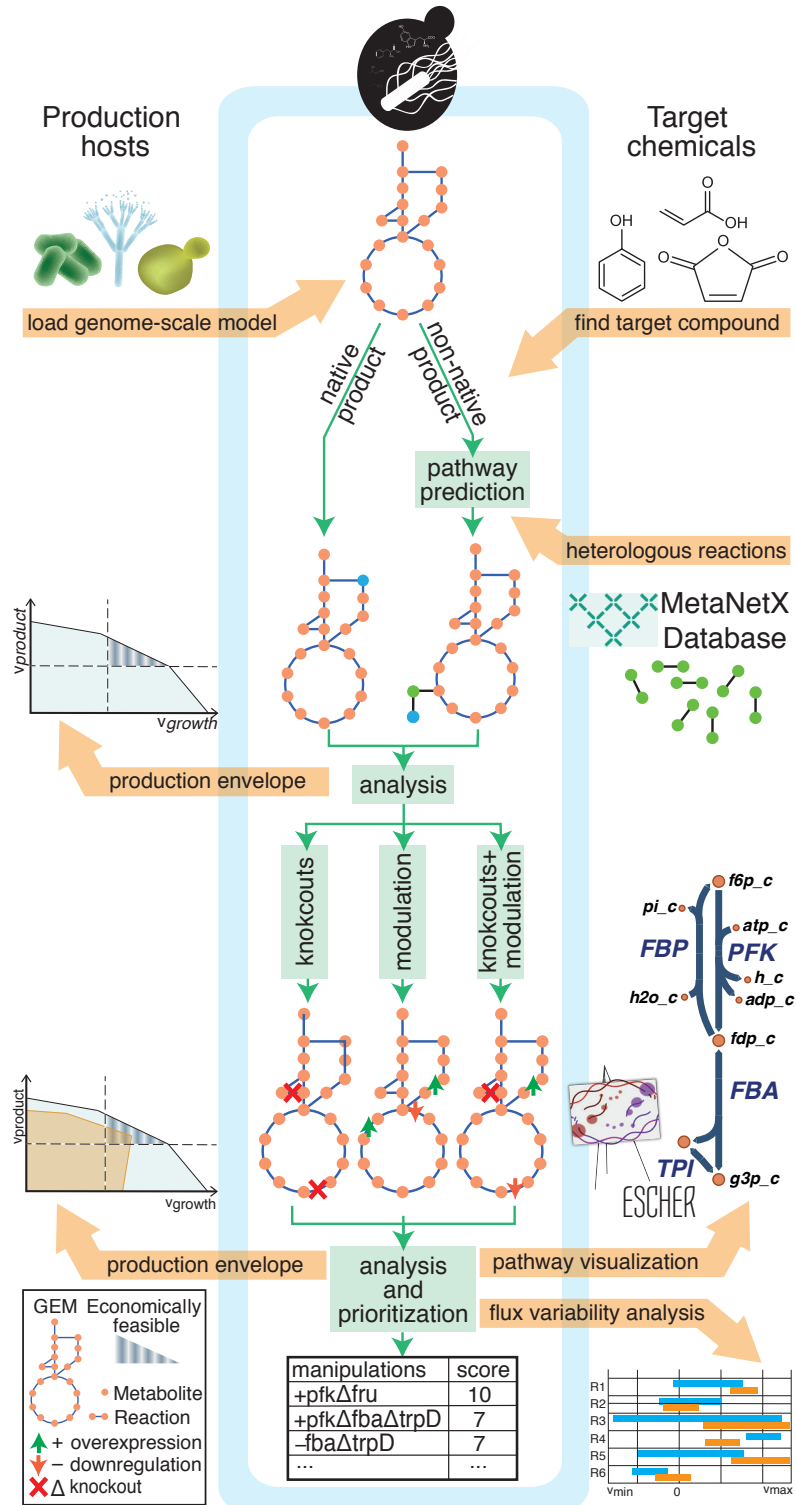 Production
hosts
Target
chemicals
O
OH
OH
O
O
O
load genome-scale model
find target compound
native
product
non-native
product
pathway
prediction
heterologous reactions
MetaNetX
Database
vproduct
vgrowth
production envelope
analysis
knokcouts
modulation
knokcouts+
modulation
f6p_c
pi_c
atp_c
FBP
PFK
h_c
h2o_c
adp_c
fdp_c
FBA
TPI
g3p_c
ESCHER
vproduct
vgrowth
production envelope
analysis
and
prioritization
pathway visualization
flux variability analysis
GEM
Economically
feasible
Metabolite
Reaction
+ overexpression
– downregulation
Δ knockout
manipulations score
+pfkΔfru 10
+pfkΔfbaΔtrpD 7
–fbaΔtrpD 7
... ...
R1
R2
R3
R4
R5
R6
vmin 0 vmax